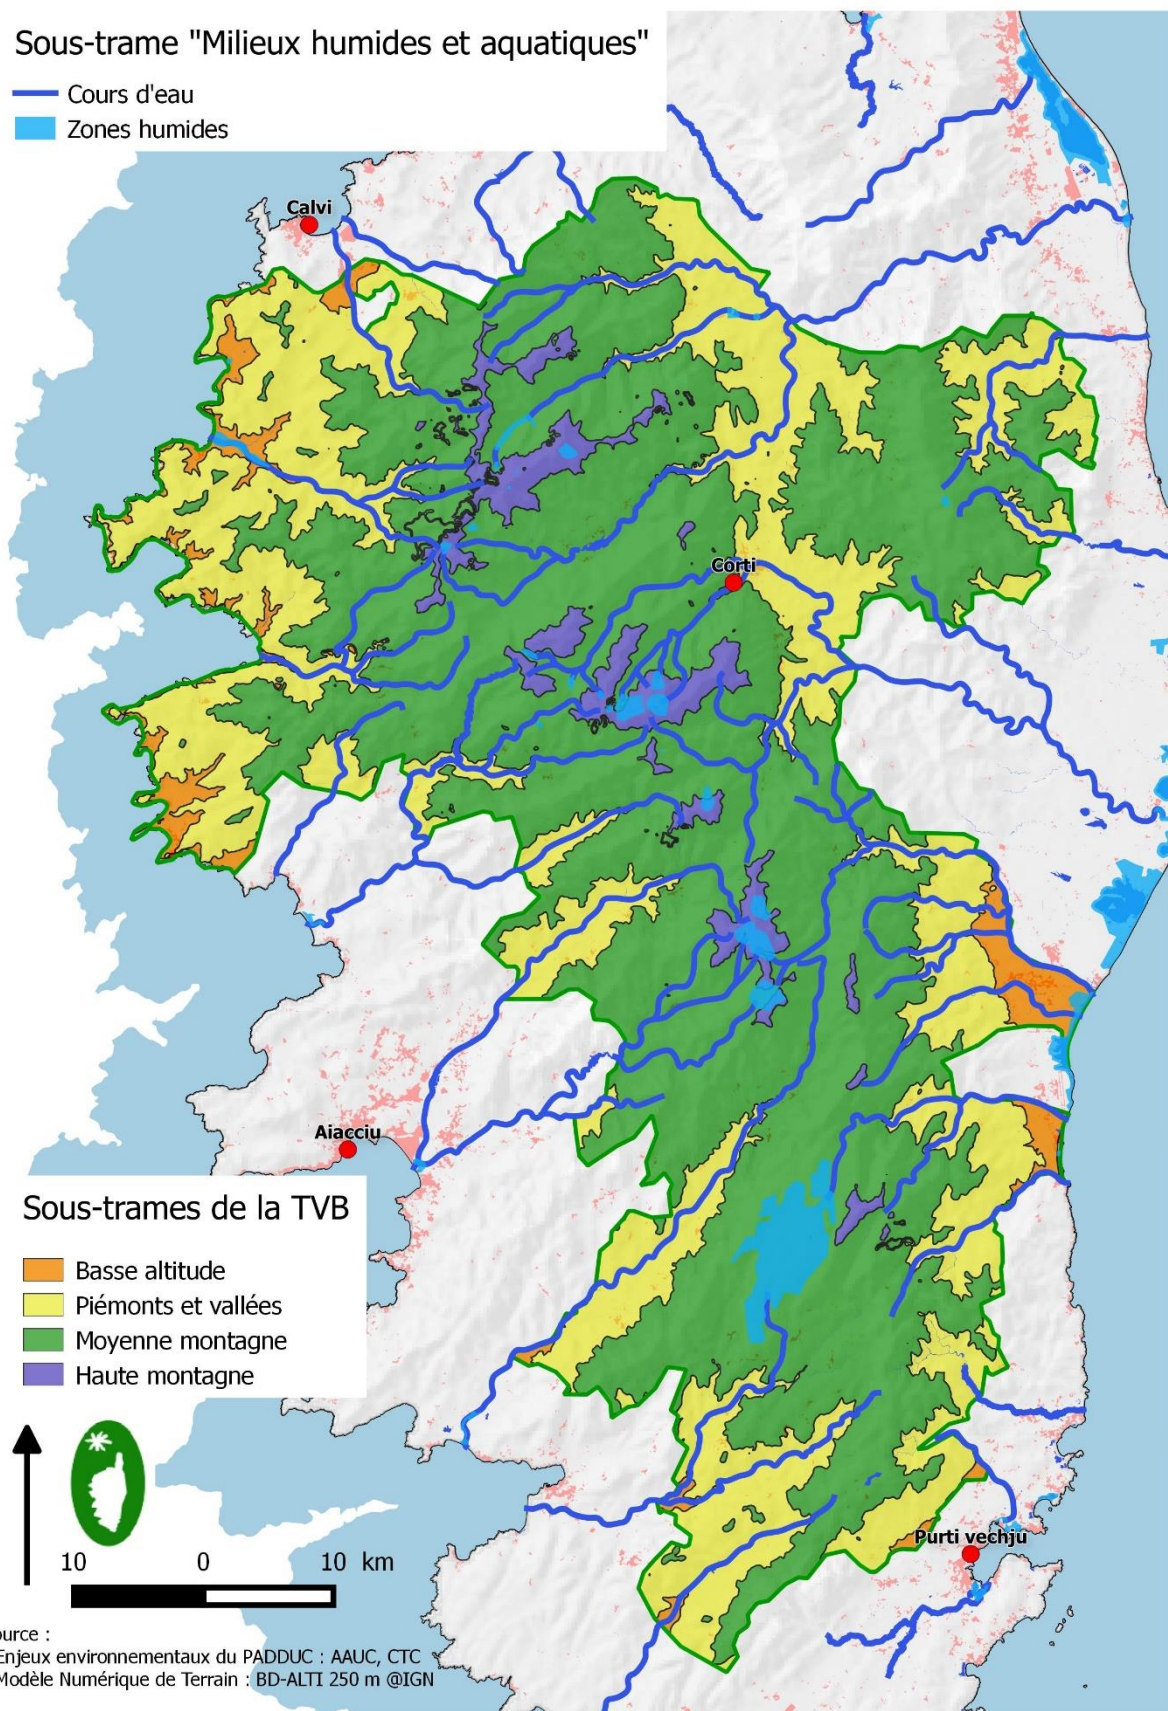 Sous-trame "Milieux humides et aquatiques"
Cours d'eau
Zones humides
Calvi
Corti
Aiacciu
Sous-trames de la TVB
Basse altitude
Piémonts et vallées
Moyenne montagne
Haute montagne
Purti vechju
10 0 10 km
ource :
Enjeux environnementaux du PADDUC : AAUC, CTC
Modèle Numérique de Terrain : BD-ALTI 250 m @IGN